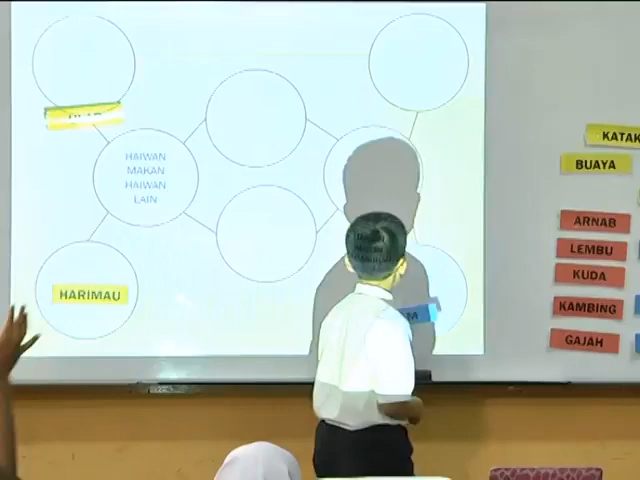 HAIWAN
MAKAN
HAIWAN
LAIN
HARIMAU
KATAK
BUAYA
ARNAB
LEMBU
KUDA
KAMBING
GAJAH